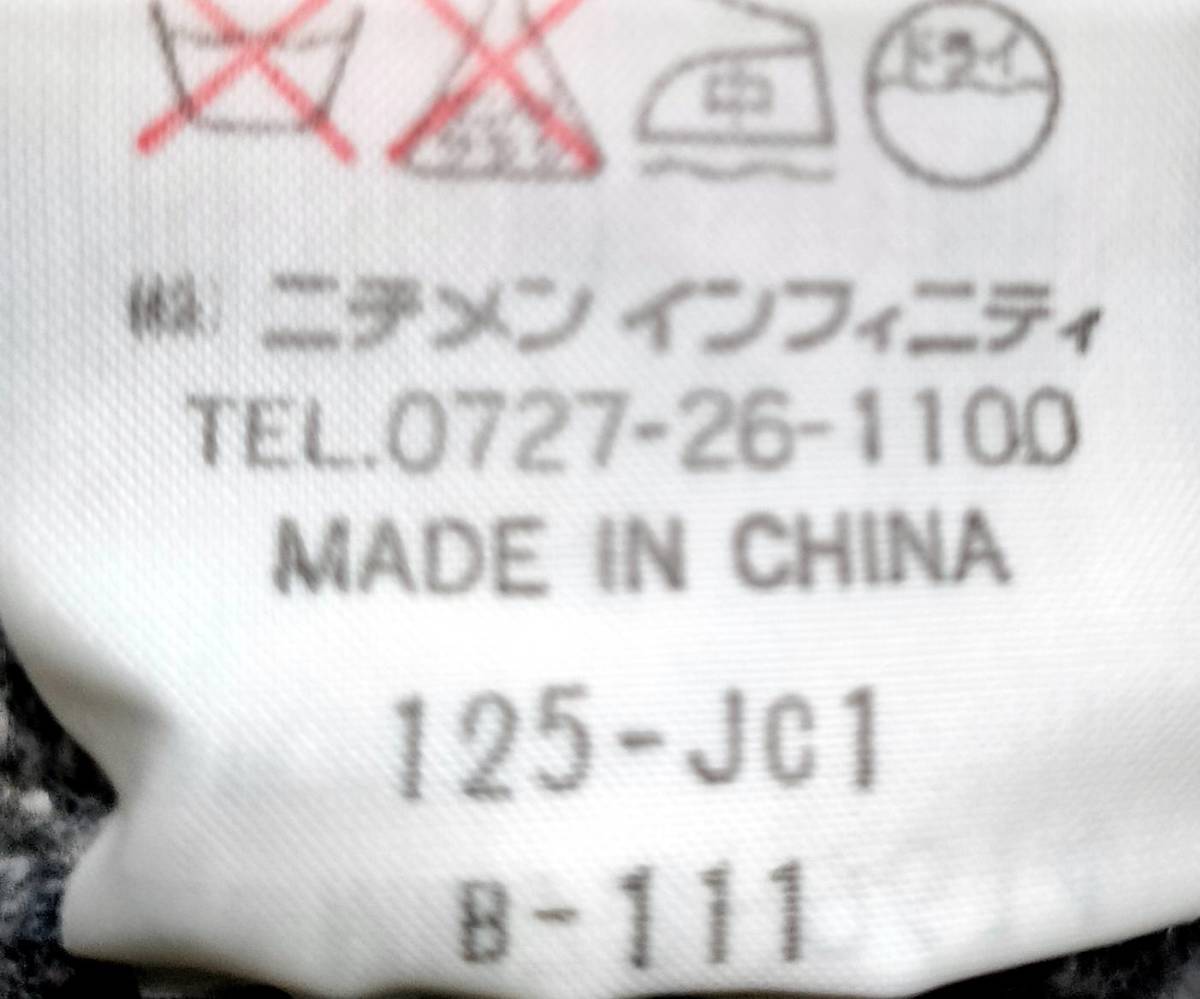 中 ドライ
㈱ ニチメン インフィニティ
TEL.0727-26-1100
MADE IN CHINA
125-JC1
B-111